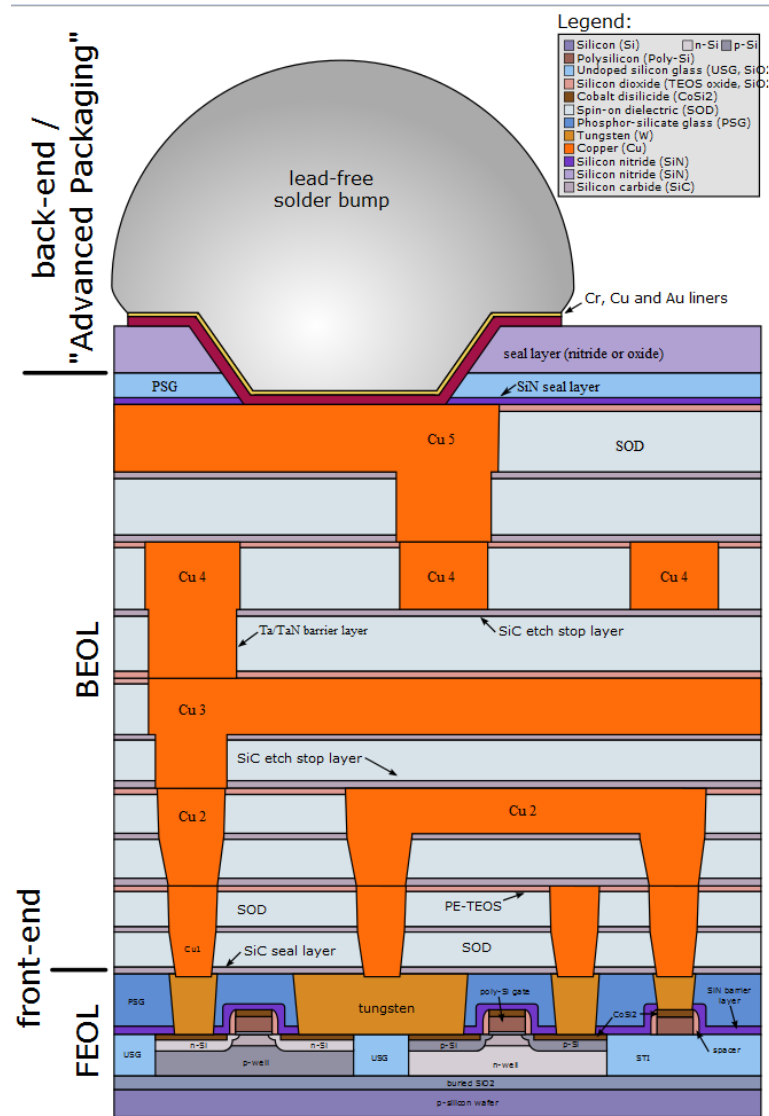 Legend:
Silicon (Si) n-Si p-Si
Polysilicon (Poly-Si)
Undoped silicon glass (USG, SiO2
Silicon dioxide (TEOS oxide, SiO2
Cobalt disilicide (CoSi2)
Spin-on dielectric (SOD)
Phosphor-silicate glass (PSG)
Tungsten (W)
Copper (Cu)
Silicon nitride (SiN)
Silicon nitride (SiN)
Silicon carbide (SiC)
back-end /
"Advanced Packaging"
lead-free
solder bump
Cr, Cu and Au liners
seal layer (nitride or oxide)
PSG
SiN seal layer
Cu 5
SOD
BEOL
Cu 4
Cu 4
Cu 4
Ta/TaN barrier layer
SiC etch stop layer
Cu 3
SiC etch stop layer
Cu 2
Cu 2
front-end
SOD
PE-TEOS
Cu1
SiC seal layer
SOD
FEOL
PSG
tungsten
poly-Si gate
CoSi2
SiN barrier
layer
spacer
USG
n-Si
n-Si
p-well
USG
p-Si
p-Si
n-well
STI
buried SiO2
p-silicon wafer